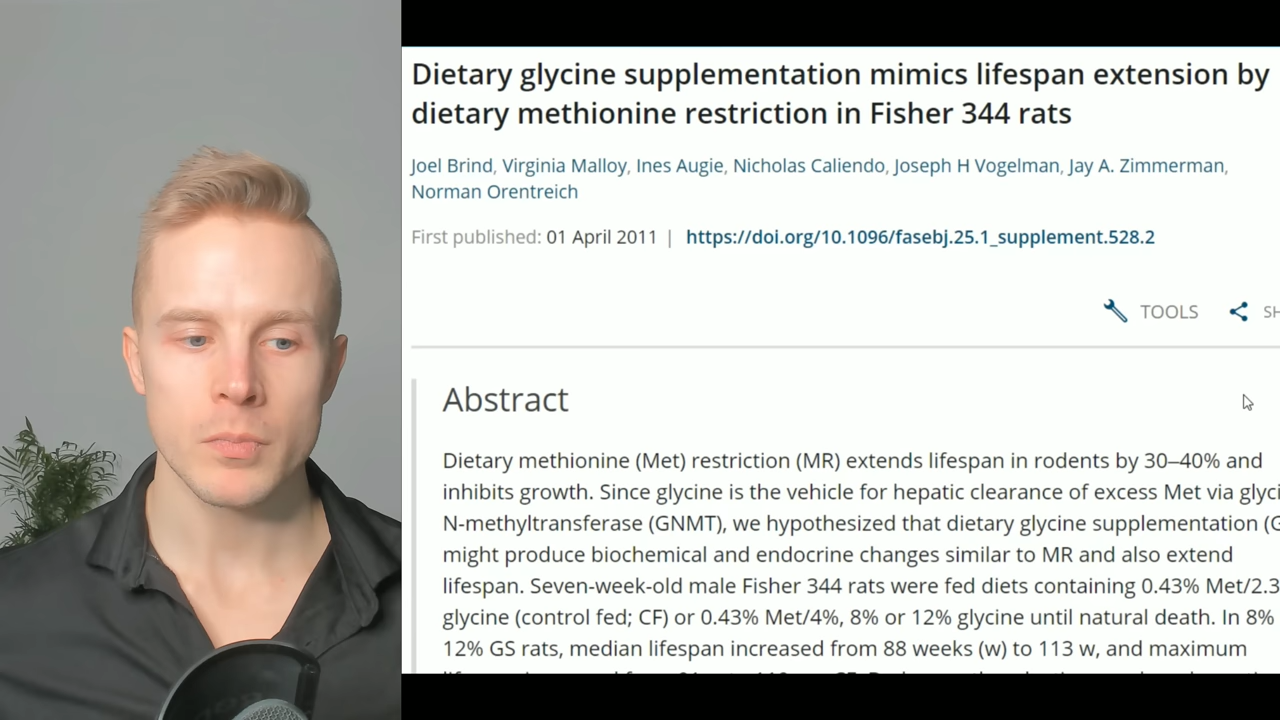 Dietary glycine supplementation mimics lifespan extension by
dietary methionine restriction in Fisher 344 rats
Joel Brind, Virginia Malloy, Ines Augie, Nicholas Caliendo, Joseph H Vogelman, Jay A. Zimmerman,
Norman Orentreich
First published: 01 April 2011 | https://doi.org/10.1096/fasebj.25.1_supplement.528.2
TOOLS
SH
Abstract
Dietary methionine (Met) restriction (MR) extends lifespan in rodents by 30–40% and
inhibits growth. Since glycine is the vehicle for hepatic clearance of excess Met via glyci
N-methyltransferase (GNMT), we hypothesized that dietary glycine supplementation (G
might produce biochemical and endocrine changes similar to MR and also extend
lifespan. Seven-week-old male Fisher 344 rats were fed diets containing 0.43% Met/2.3
glycine (control fed; CF) or 0.43% Met/4%, 8% or 12% glycine until natural death. In 8%
12% GS rats, median lifespan increased from 88 weeks (w) to 113 w, and maximum